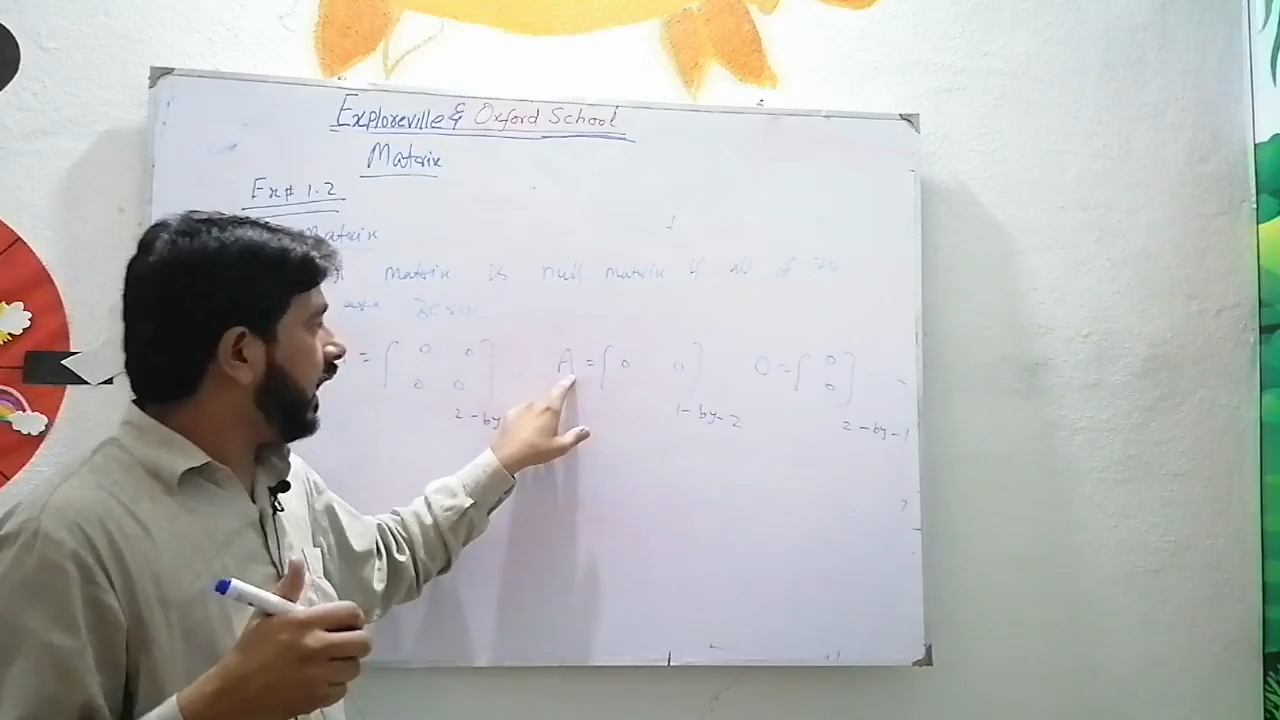 Exploreville & Oxford School
Matrix
Ex# 1.2
Matrix
matrix is null matrix if all of its
are zeros.
= [ 0 0 0 0 ] A = [ 0 0 ] O = [ 0 0 ]
2-by 1-by-2 2-by-1